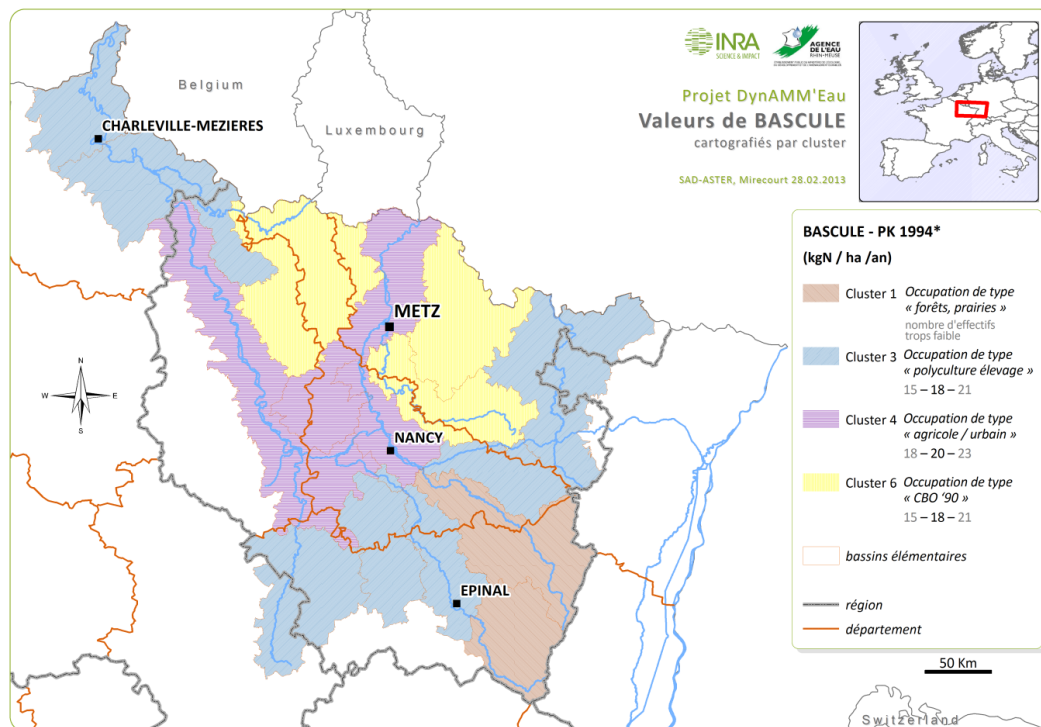 INRA
SCIENCE & IMPACT
AGENCE
DE L'EAU
RHIN-MEUSE
Projet DynAMM'Eau
Valeurs de BASCULE
cartografiés par cluster
SAD-ASTER, Mirecourt 28.02.2013
Belgium
Luxembourg
CHARLEVILLE-MEZIERES
METZ
NANCY
EPINAL
N
W
E
S
BASCULE - PK 1994*
(kgN / ha /an)
Cluster 1 Occupation de type
« forêts, prairies »
nombre d'effectifs
trops faible
Cluster 3 Occupation de type
« polyculture élevage »
15 – 18 – 21
Cluster 4 Occupation de type
« agricole / urbain »
18 – 20 – 23
Cluster 6 Occupation de type
« CBO '90 »
15 – 18 – 21
bassins élémentaires
région
département
50 Km
Switzerland